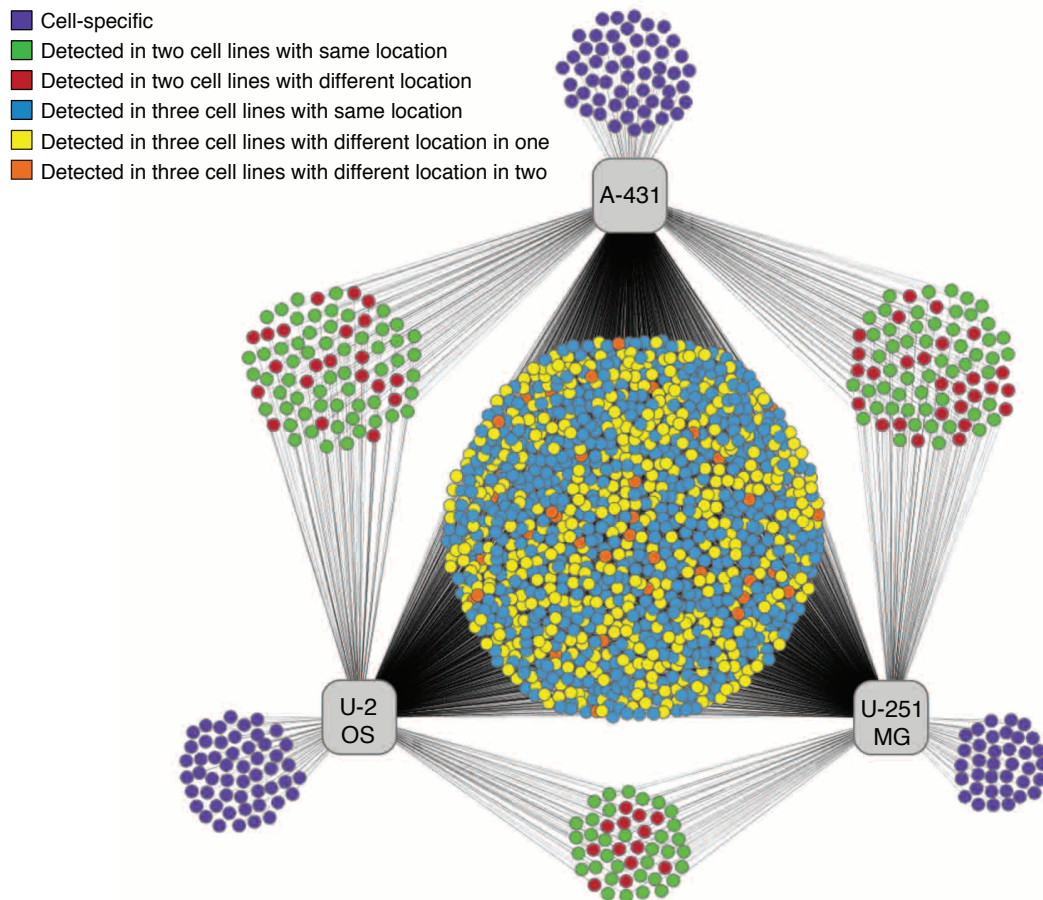 Cell-specific
Detected in two cell lines with same location
Detected in two cell lines with different location
Detected in three cell lines with same location
Detected in three cell lines with different location in one
Detected in three cell lines with different location in two
A-431
U-2
OS
U-251
MG